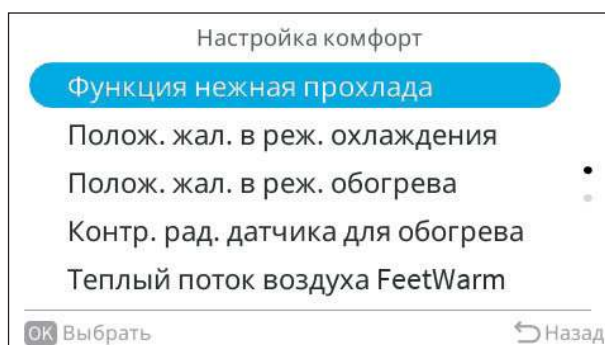 Настройка комфорт
Функция нежная прохлада
Полож. жал. в реж. охлаждения
Полож. жал. в реж. обогрева
Контр. рад. датчика для обогрева
Теплый поток воздуха FeetWarm
OK Выбрать Назад